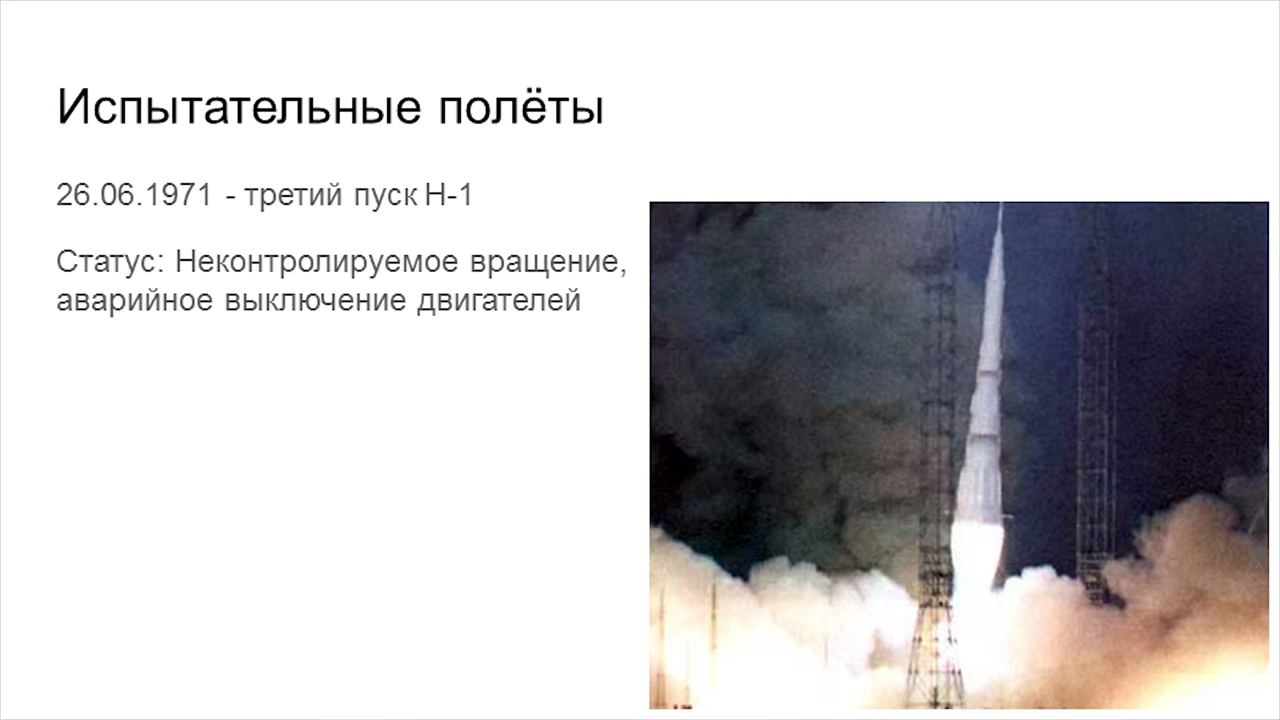 Испытательные полёты
26.06.1971 - третий пуск Н-1
Статус: Неконтролируемое вращение,
аварийное выключение двигателей